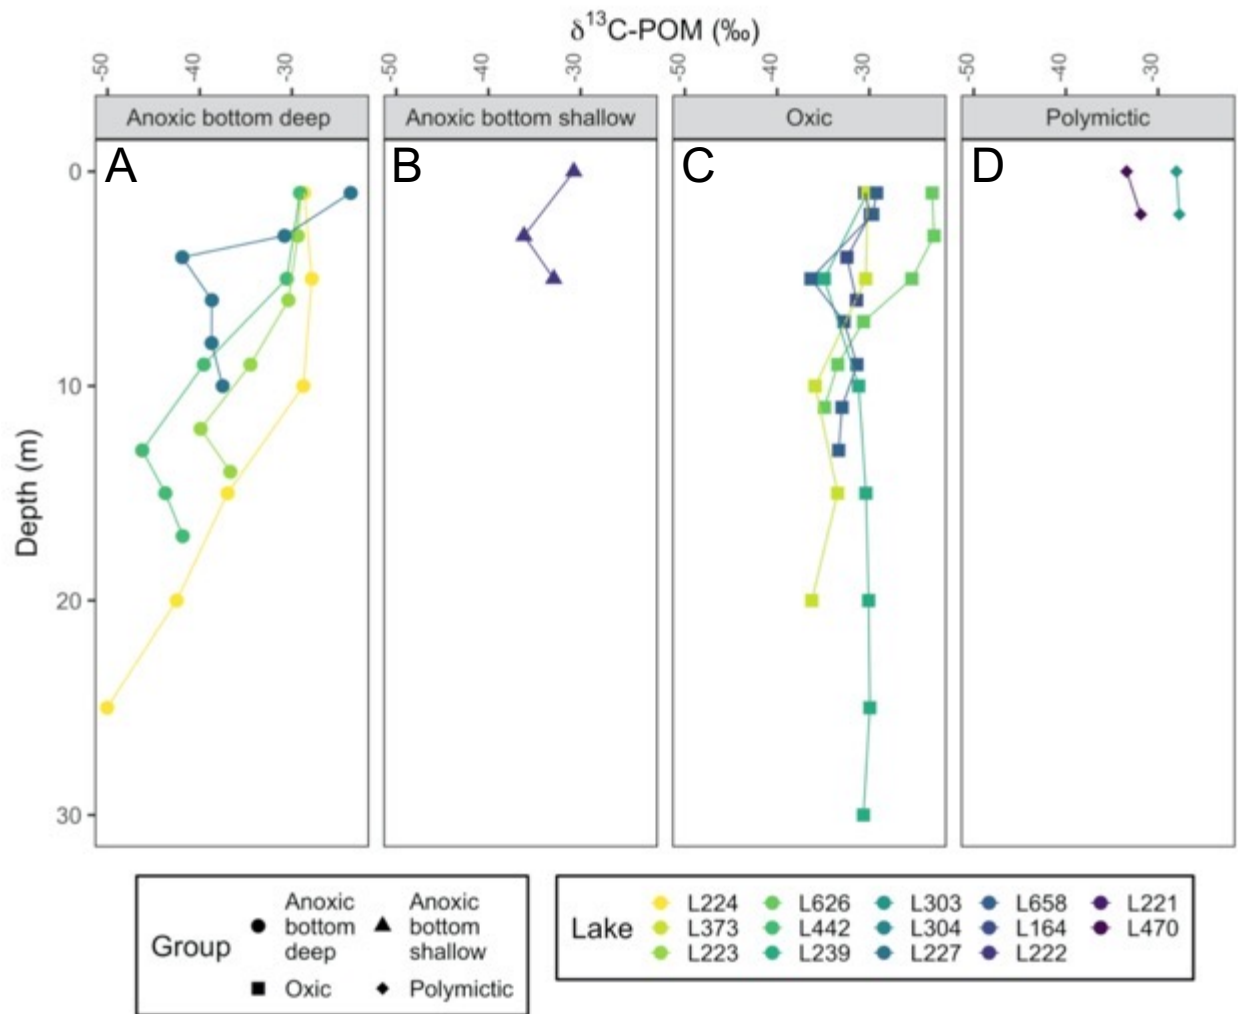 δ¹³C-POM (‰)
-50 -40 -30 -50 -40 -30 -50 -40 -30 -50 -40 -30
Anoxic bottom deep Anoxic bottom shallow Oxic Polymictic
A B C D
0
10
20
30
Depth (m)
Group
Anoxic bottom deep
Anoxic bottom shallow
Oxic Polymictic
Lake
L224 L626 L303 L658 L221
L373 L442 L304 L164 L470
L223 L239 L227 L222